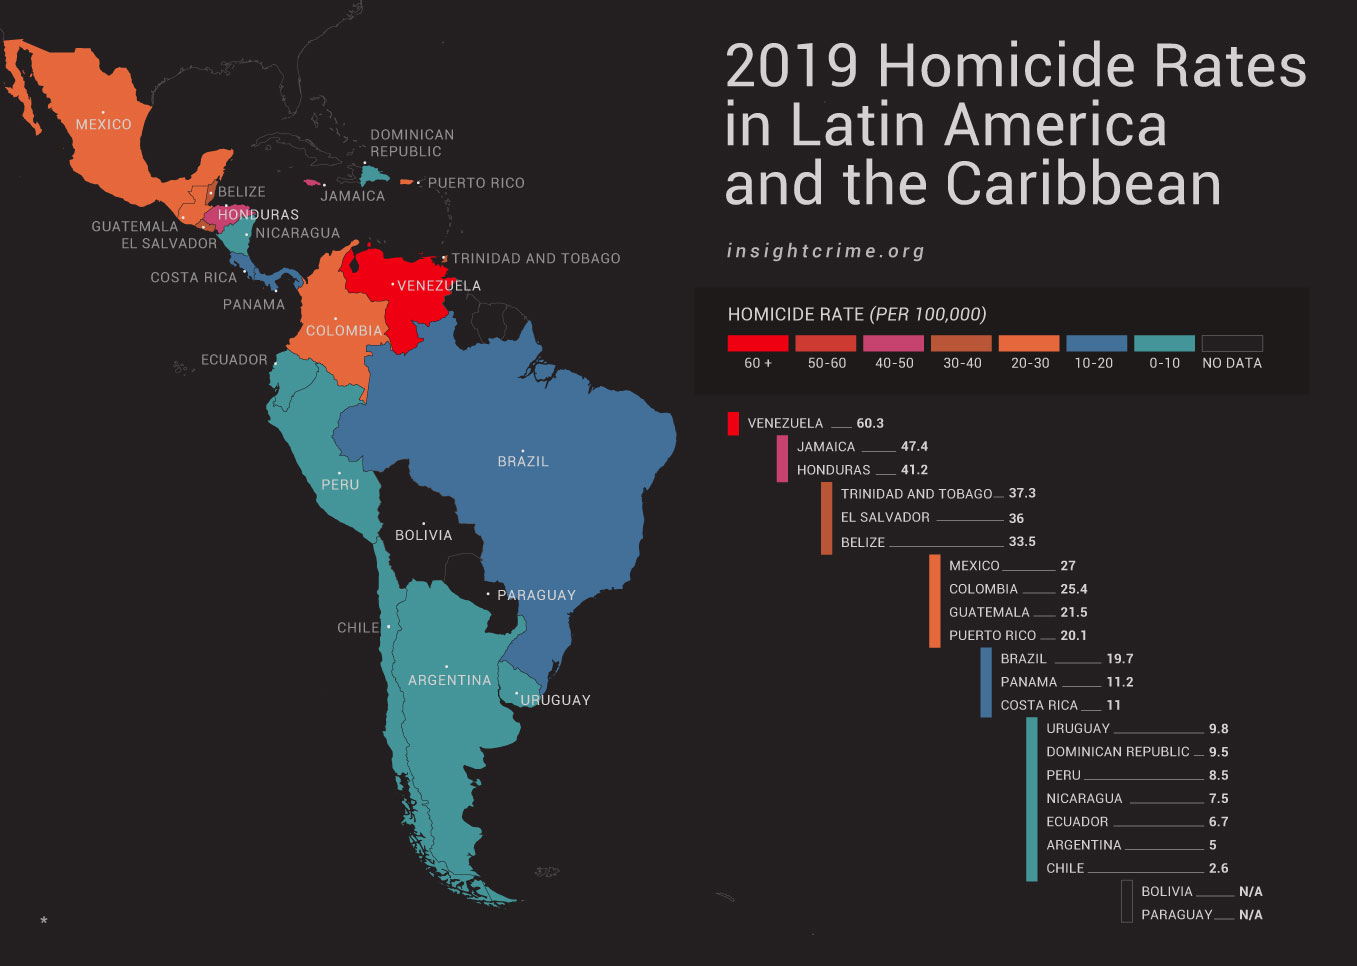 2019 Homicide Rates
in Latin America
and the Caribbean
insightcrime.org
HOMICIDE RATE (PER 100,000)
60 + 50-60 40-50 30-40 20-30 10-20 0-10 NO DATA
VENEZUELA 60.3
JAMAICA 47.4
HONDURAS 41.2
TRINIDAD AND TOBAGO 37.3
EL SALVADOR 36
BELIZE 33.5
MEXICO 27
COLOMBIA 25.4
GUATEMALA 21.5
PUERTO RICO 20.1
BRAZIL 19.7
PANAMA 11.2
COSTA RICA 11
URUGUAY 9.8
DOMINICAN REPUBLIC 9.5
PERU 8.5
NICARAGUA 7.5
ECUADOR 6.7
ARGENTINA 5
CHILE 2.6
BOLIVIA N/A
PARAGUAY N/A
MEXICO
DOMINICAN
REPUBLIC
PUERTO RICO
JAMAICA
BELIZE
HONDURAS
GUATEMALA
NICARAGUA
EL SALVADOR
TRINIDAD AND TOBAGO
COSTA RICA
VENEZUELA
PANAMA
COLOMBIA
ECUADOR
BRAZIL
PERU
BOLIVIA
PARAGUAY
CHILE
ARGENTINA
URUGUAY
*